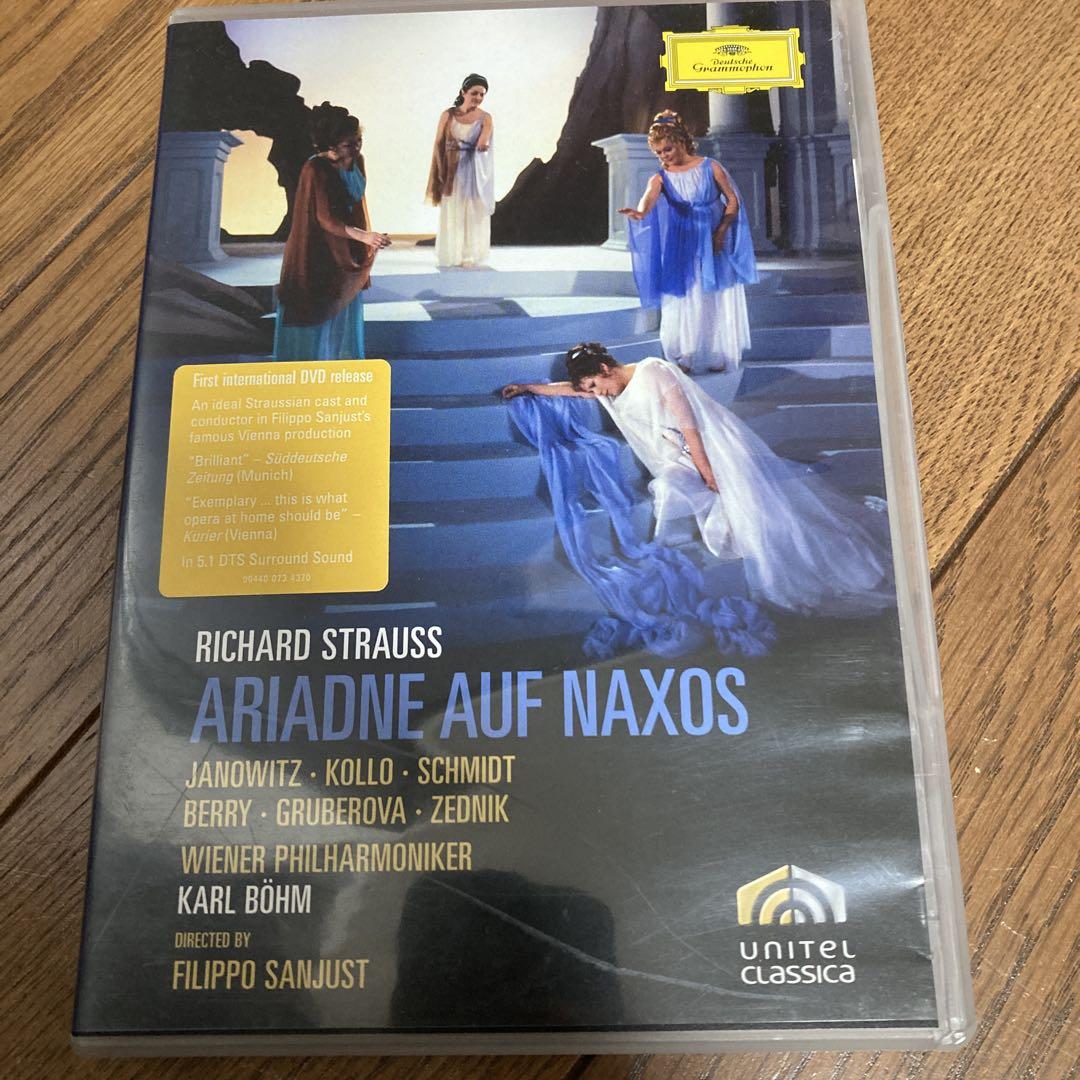 Deutsche
Grammophon
First international DVD release
An ideal Straussian cast and
conductor in Filippo Sanjust's
famous Vienna production
"Brilliant" – Süddeutsche
Zeitung (Munich)
"Exemplary ... this is what
opera at home should be" –
Kurier (Vienna)
In 5.1 DTS Surround Sound
00440 073 4370
RICHARD STRAUSS
ARIADNE AUF NAXOS
JANOWITZ · KOLLO · SCHMIDT
BERRY · GRUBEROVA · ZEDNIK
WIENER PHILHARMONIKER
KARL BÖHM
DIRECTED BY
FILIPPO SANJUST
UNITEL
CLASSICA